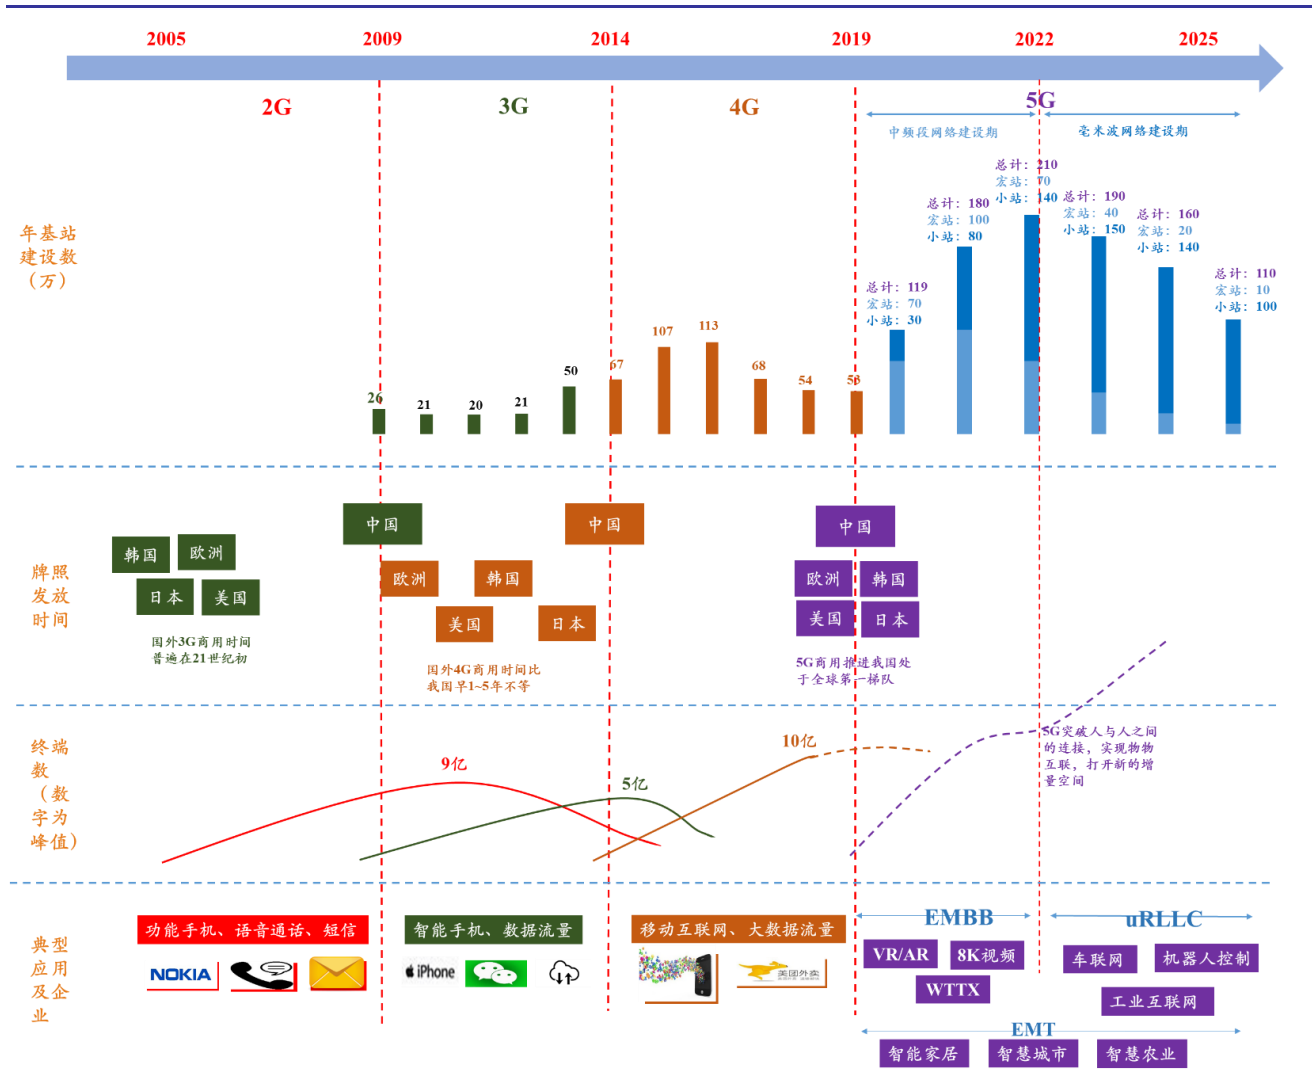 2005
2009
2014
2019
2022
2025
2G
3G
4G
5G
中频段网络建设期
毫米波网络建设期
年基站
建设数
（万）
26
21
20
21
50
67
107
113
68
54
53
总计：119
宏站：70
小站：30
总计：180
宏站：100
小站：80
总计：210
宏站：70
小站：140
总计：190
宏站：40
小站：150
总计：160
宏站：20
小站：140
总计：110
宏站：10
小站：100
牌照
发放
时间
韩国
欧洲
日本
美国
国外3G商用时间
普遍在21世纪初
中国
欧洲
韩国
美国
日本
国外4G商用时间比
我国早1~5年不等
中国
中国
欧洲
韩国
美国
日本
5G商用推进我国处
于全球第一梯队
终端
数
（数
字为
峰值）
9亿
5亿
10亿
5G突破人与人之间
的连接，实现物物
互联，打开新的增
量空间
典型
应用
及企
业
功能手机、语音通话、短信
NOKIA
智能手机、数据流量
iPhone
移动互联网、大数据流量
美团外卖
EMBB
VR/AR
8K视频
WTTX
uRLLC
车联网
机器人控制
工业互联网
EMT
智能家居
智慧城市
智慧农业